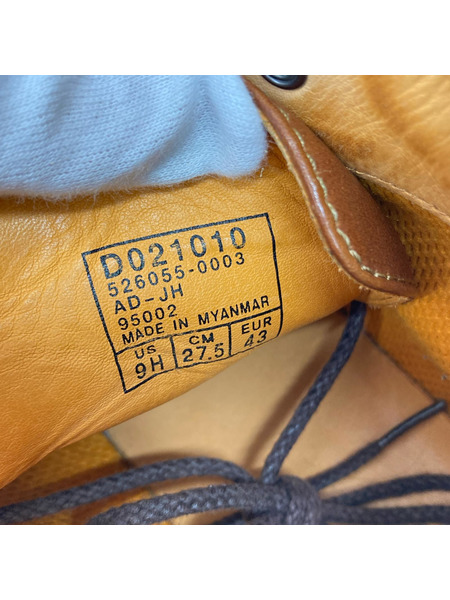 D021010
526055-0003
AD-JH
95002
MADE IN MYANMAR
US CM EUR
9H 27.5 43